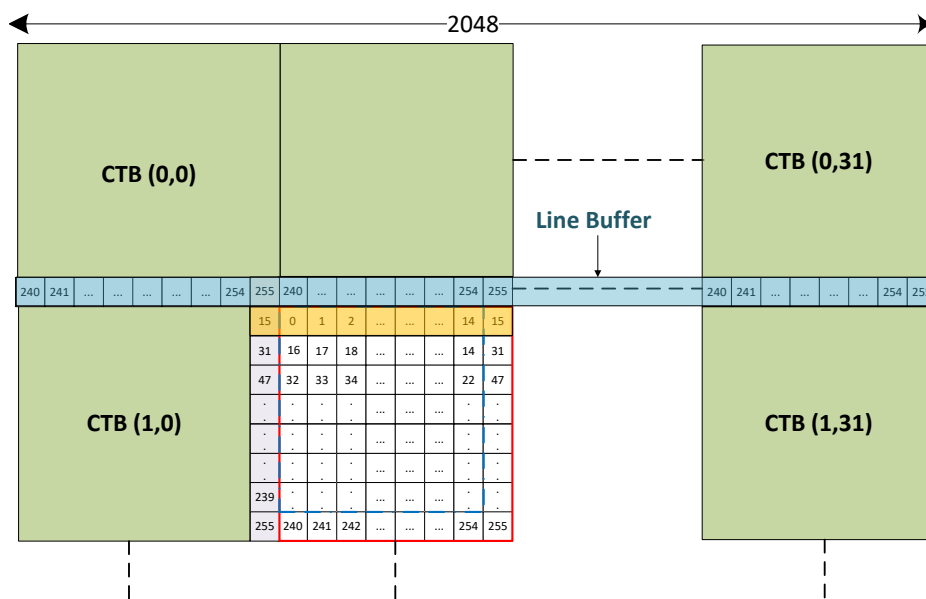 2048
CTB (0,0)
CTB (0,31)
Line Buffer
240 241 ... ... ... ... ... 254 255 240 ... ... ... ... ... 254 255 240 241 ... ... ... ... 254 255
15 0 1 2 ... ... ... 14 15
31 16 17 18 ... ... ... 14 31
47 32 33 34 ... ... ... 22 47
. . . . ... ... ... . .
. . . . ... ... ... . .
CTB (1,0)
CTB (1,31)
. . . . ... ... ... . .
239 . . . ... ... ... . .
255 240 241 242 ... ... ... 254 255